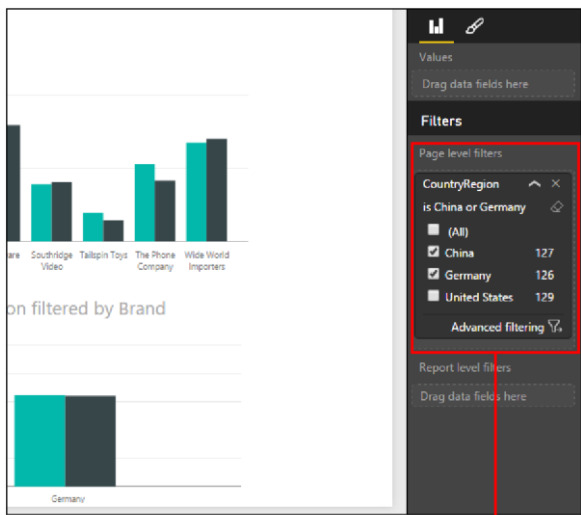 Values
Drag data fields here
Filters
Page level filters
CountryRegion
is China or Germany
(All)
China 127
Germany 126
United States 129
Advanced filtering
Report level filters
Drag data fields here
are Southridge Video Tailspin Toys The Phone Company Wide World Importers
on filtered by Brand
Germany